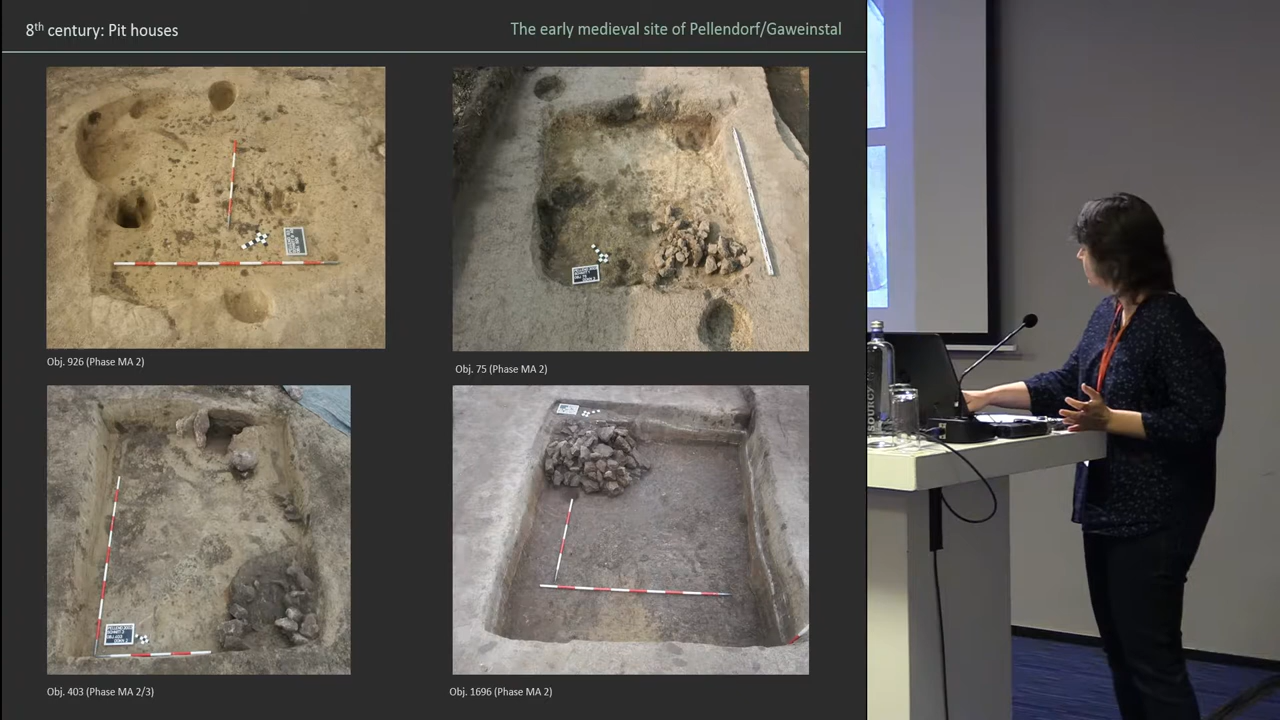 8th century: Pit houses
The early medieval site of Pellendorf/Gaweinstal
Obj. 926 (Phase MA 2)
Obj. 75 (Phase MA 2)
Obj. 403 (Phase MA 2/3)
Obj. 1696 (Phase MA 2)
SOURCY